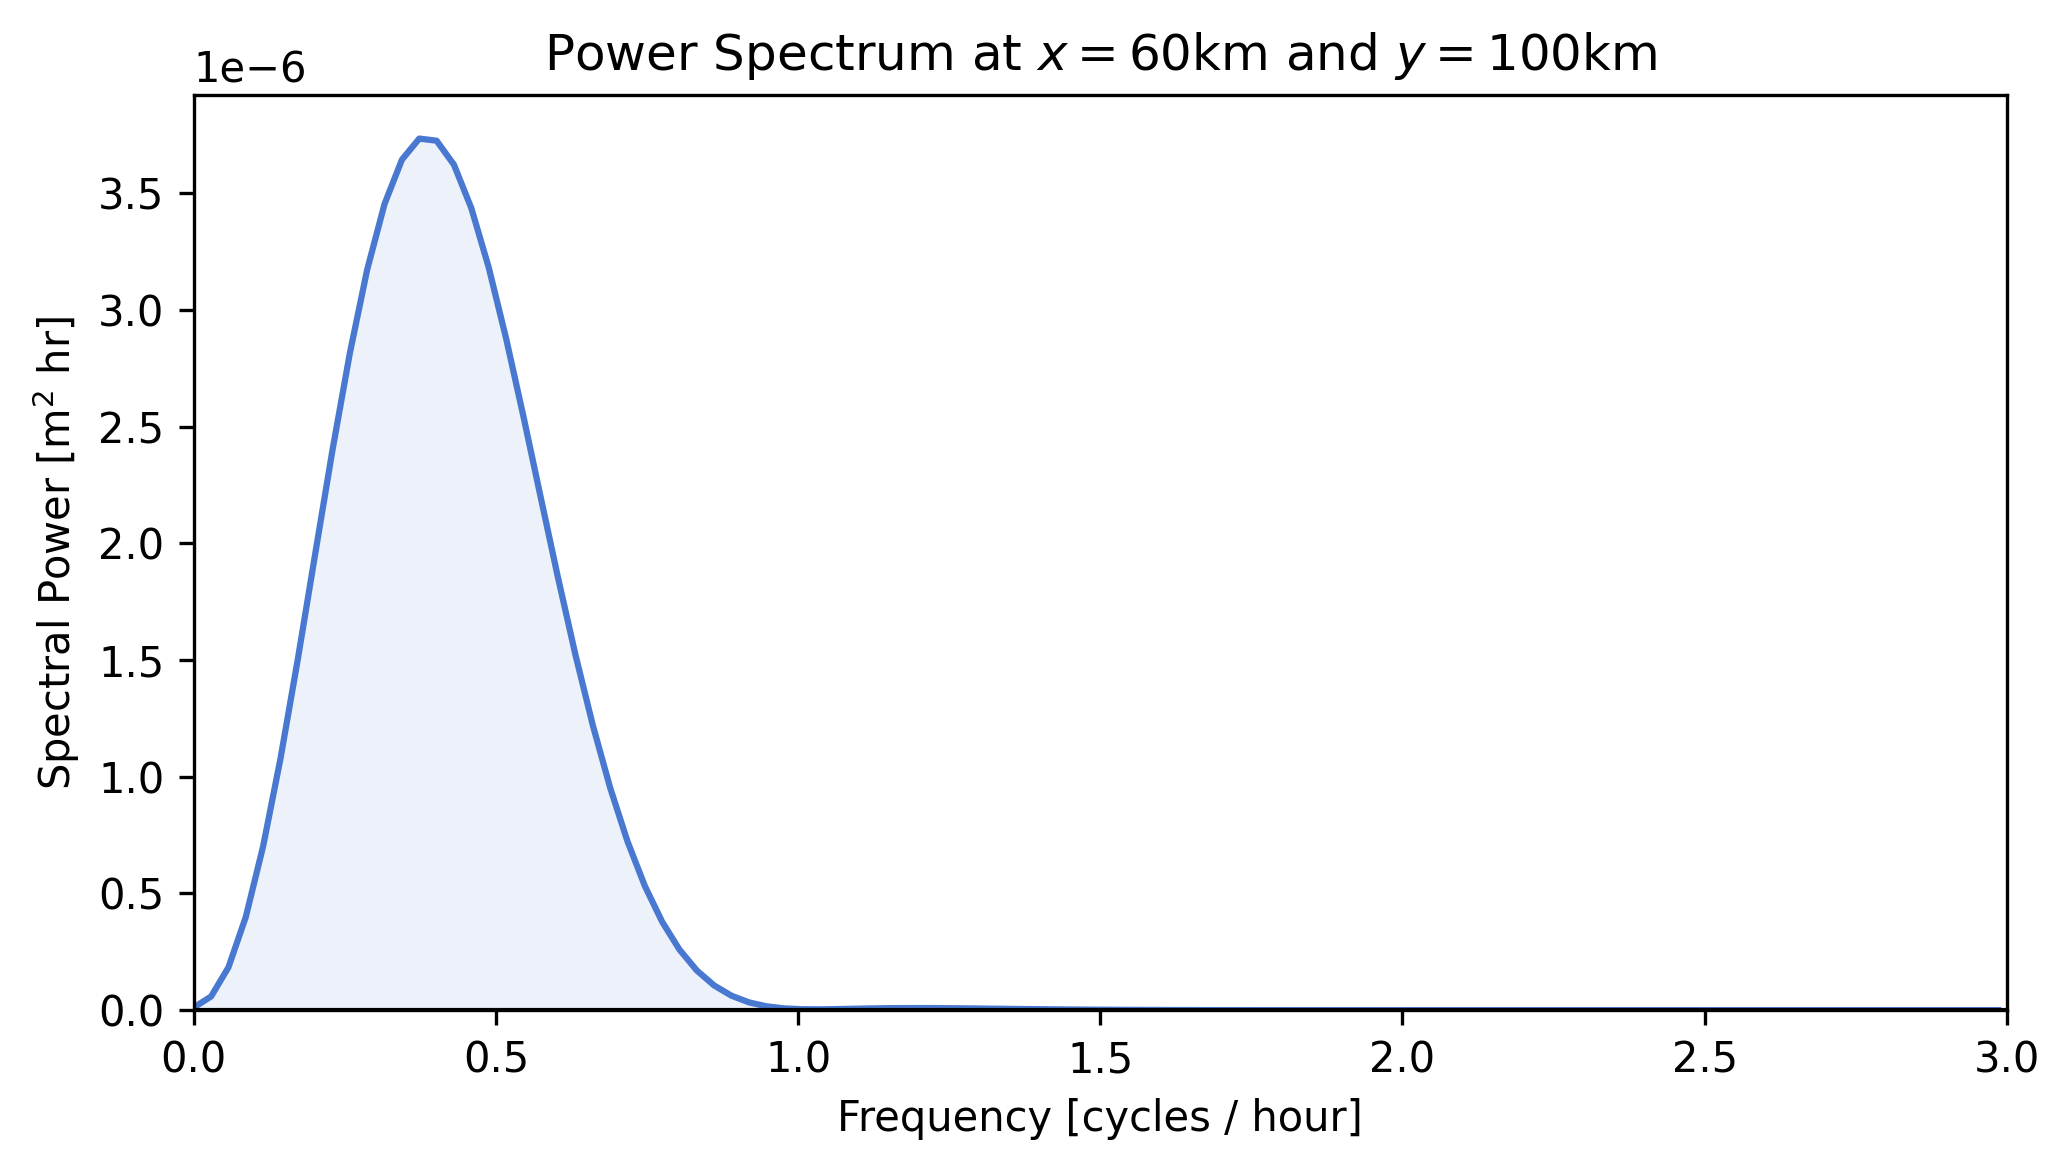 Power Spectrum at x = 60km and y = 100km
1e−6
Spectral Power [m² hr]
3.5
3.0
2.5
2.0
1.5
1.0
0.5
0.0
0.0 0.5 1.0 1.5 2.0 2.5 3.0
Frequency [cycles / hour]